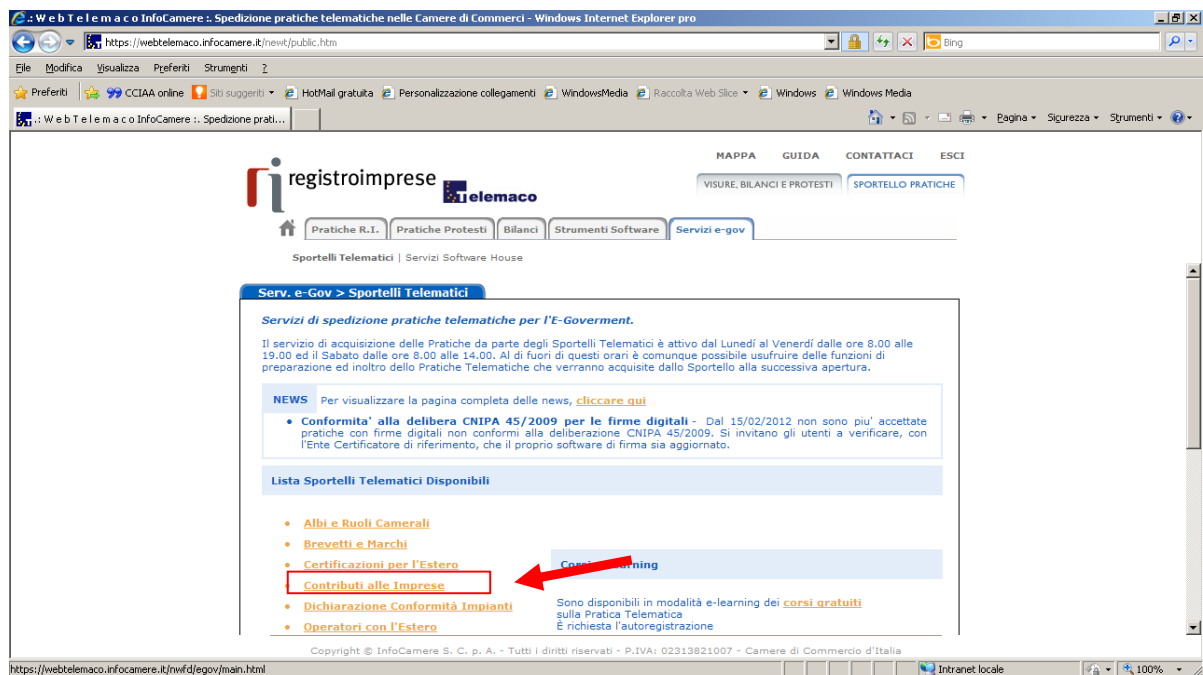 .: W e b T e l e m a c o InfoCamere :. Spedizione pratiche telematiche nelle Camere di Commerci - Windows Internet Explorer pro
https://webtelemaco.infocamere.it/newt/public.htm
Bing
File Modifica Visualizza Preferiti Strumenti ?
Preferiti CCIAA online Siti suggeriti HotMail gratuita Personalizzazione collegamenti WindowsMedia Raccolta Web Slice Windows Windows Media
.: W e b T e l e m a c o InfoCamere :. Spedizione prati...
Pagina Sicurezza Strumenti
MAPPA GUIDA CONTATTACI ESCI
registroimprese Telemaco
VISURE, BILANCI E PROTESTI SPORTELLO PRATICHE
Pratiche R.I. Pratiche Protesti Bilanci Strumenti Software Servizi e-gov
Sportelli Telematici | Servizi Software House
Serv. e-Gov > Sportelli Telematici
Servizi di spedizione pratiche telematiche per l'E-Goverment.
Il servizio di acquisizione delle Pratiche da parte degli Sportelli Telematici è attivo dal Lunedí al Venerdí dalle ore 8.00 alle
19.00 ed il Sabato dalle ore 8.00 alle 14.00. Al di fuori di questi orari è comunque possibile usufruire delle funzioni di
preparazione ed inoltro dello Pratiche Telematiche che verranno acquisite dallo Sportello alla successiva apertura.
NEWS Per visualizzare la pagina completa delle news, cliccare qui
• Conformita' alla delibera CNIPA 45/2009 per le firme digitali - Dal 15/02/2012 non sono piu' accettate
pratiche con firme digitali non conformi alla deliberazione CNIPA 45/2009. Si invitano gli utenti a verificare, con
l'Ente Certificatore di riferimento, che il proprio software di firma sia aggiornato.
Lista Sportelli Telematici Disponibili
• Albi e Ruoli Camerali
• Brevetti e Marchi
• Certificazioni per l'Estero
• Contributi alle Imprese
• Dichiarazione Conformità Impianti
• Operatori con l'Estero
Sono disponibili in modalità e-learning dei corsi gratuiti
sulla Pratica Telematica
È richiesta l'autoregistrazione
Copyright © InfoCamere S. C. p. A. - Tutti i diritti riservati - P.IVA: 02313821007 - Camere di Commercio d'Italia
https://webtelemaco.infocamere.it/nwfd/egov/main.html
Intranet locale
100%